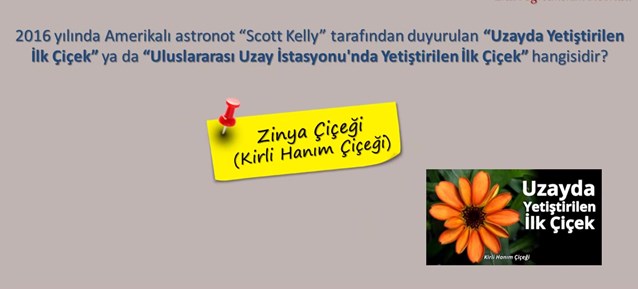 2016 yılında Amerikalı astronot “Scott Kelly” tarafından duyurulan “Uzayda Yetiştirilen
İlk Çiçek” ya da “Uluslararası Uzay İstasyonu'nda Yetiştirilen İlk Çiçek” hangisidir?
Zinya Çiçeği
(Kirli Hanım Çiçeği)
Uzayda
Yetiştirilen
İlk Çiçek
Kirli Hanım Çiçeği